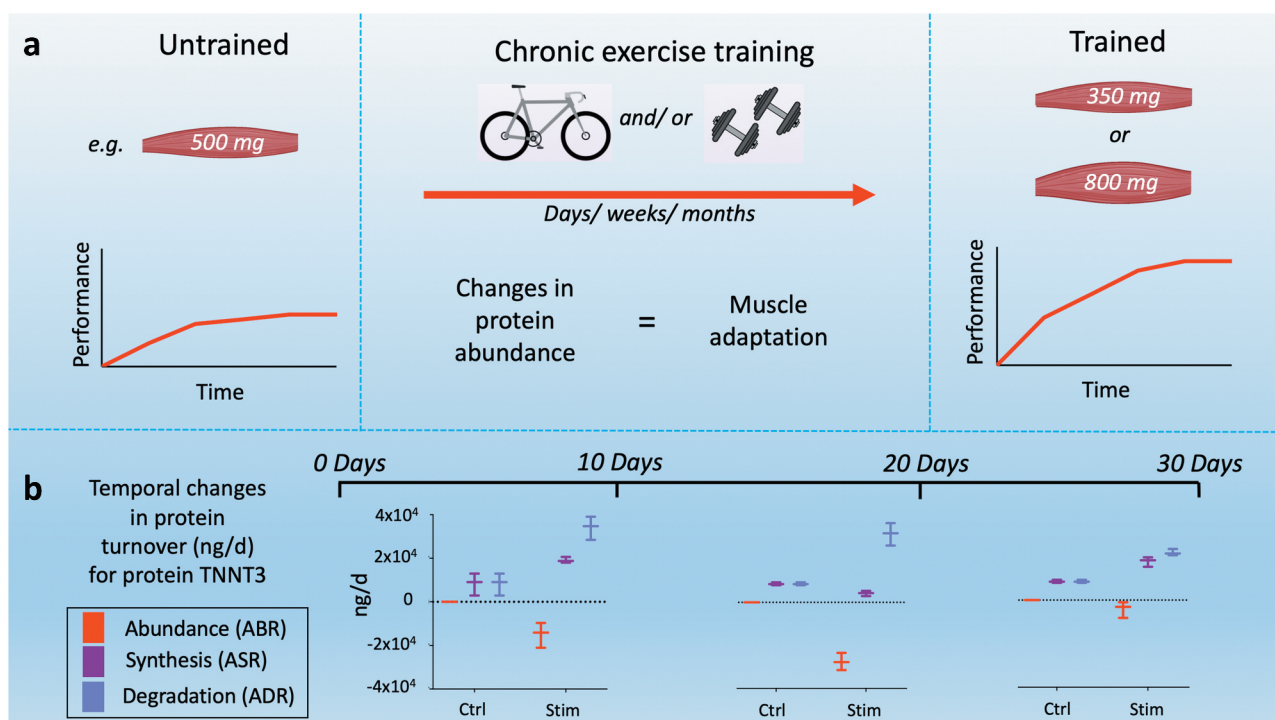 a
Untrained
e.g.
500 mg
Performance
Time
Chronic exercise training
and/ or
Days/ weeks/ months
Changes in
protein
abundance
=
Muscle
adaptation
Trained
350 mg
or
800 mg
Performance
Time
b
Temporal changes
in protein
turnover (ng/d)
for protein TNNT3
Abundance (ABR)
Synthesis (ASR)
Degradation (ADR)
0 Days
10 Days
20 Days
30 Days
ng/d
4x10⁴
2x10⁴
0
-2x10⁴
-4x10⁴
Ctrl Stim
Ctrl Stim
Ctrl Stim